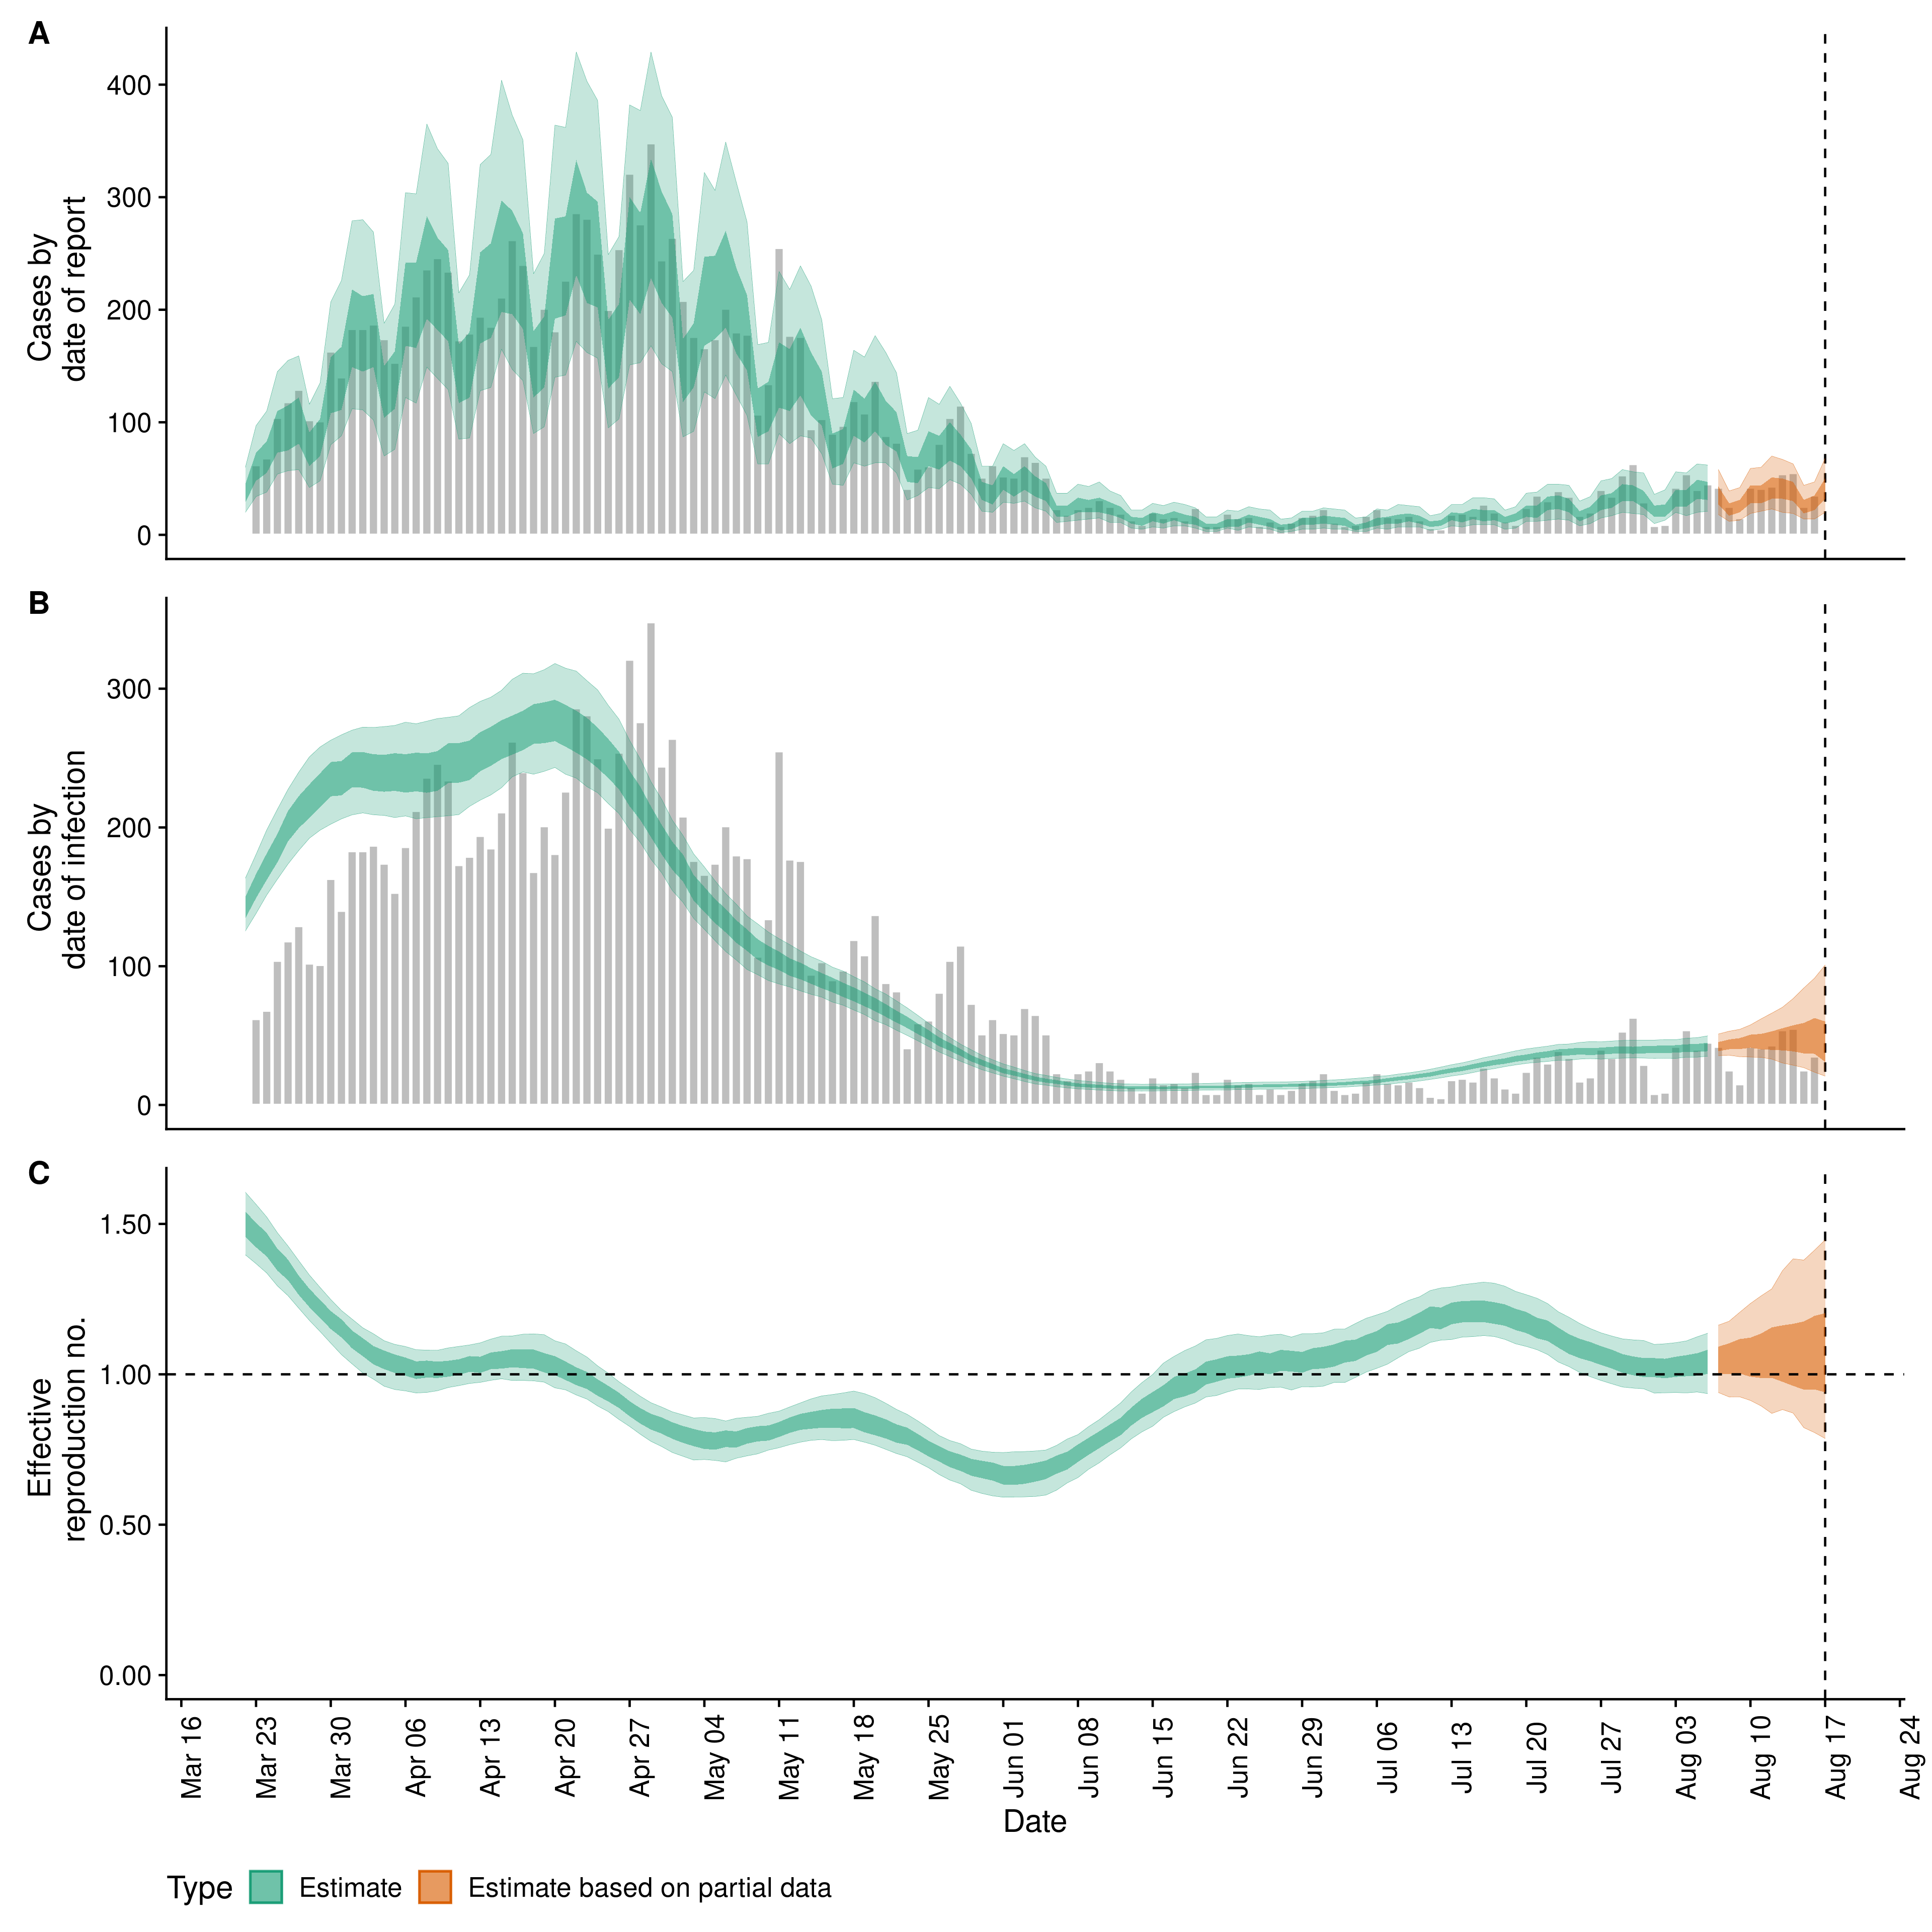 A
Cases by
date of report
400
300
200
100
0
B
Cases by
date of infection
300
200
100
0
C
Effective
reproduction no.
1.50
1.00
0.50
0.00
Mar 16
Mar 23
Mar 30
Apr 06
Apr 13
Apr 20
Apr 27
May 04
May 11
May 18
May 25
Jun 01
Jun 08
Jun 15
Jun 22
Jun 29
Jul 06
Jul 13
Jul 20
Jul 27
Aug 03
Aug 10
Aug 17
Aug 24
Date
Type Estimate Estimate based on partial data